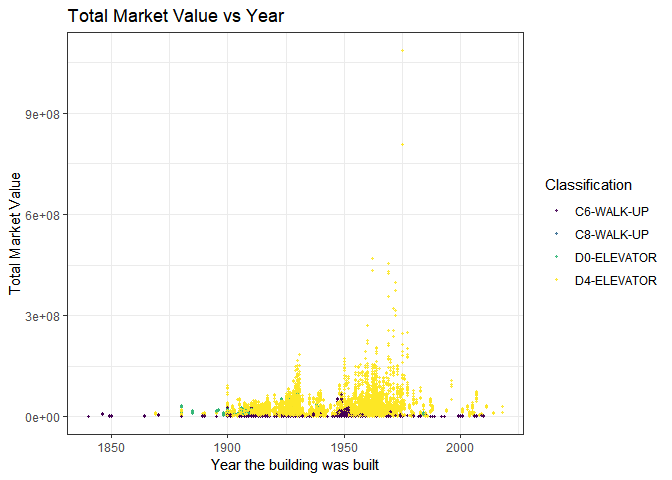 Total Market Value vs Year
Total Market Value
9e+08
6e+08
3e+08
0e+00
1850
1900
1950
2000
Year the building was built
Classification
C6-WALK-UP
C8-WALK-UP
D0-ELEVATOR
D4-ELEVATOR